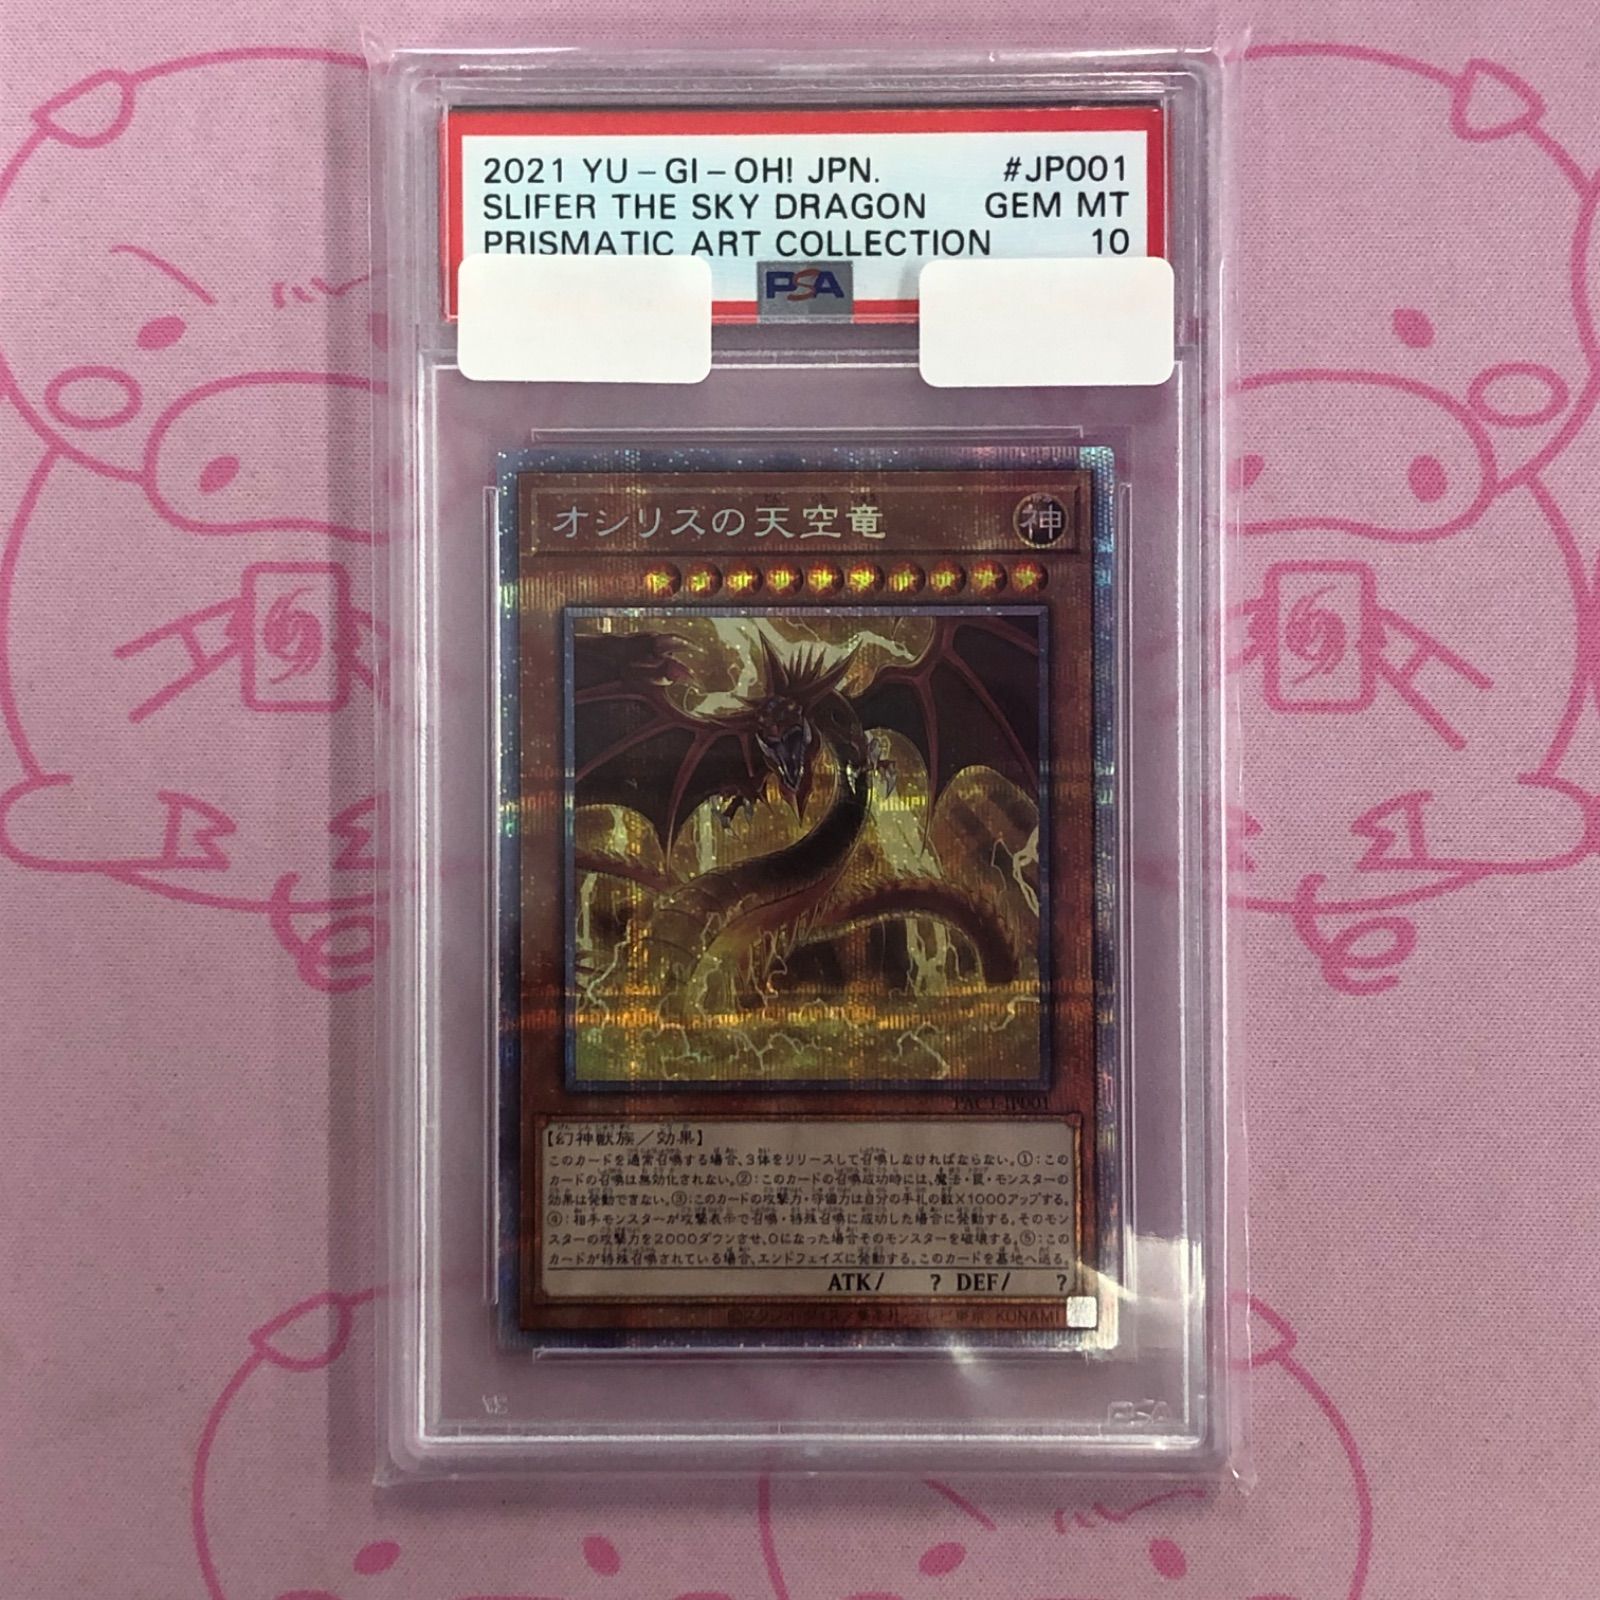 2021 YU-GI-OH! JPN. #JP001
SLIFER THE SKY DRAGON GEM MT
PRISMATIC ART COLLECTION 10
PSA
オシリスの天空竜 神
PAC1-JP001
【幻神獣族／効果】
このカードを通常召喚する場合、3体をリリースして召喚しなければならない。①：この
カードの召喚は無効化されない。②：このカードの召喚成功時には、魔法・罠・モンスターの
効果は発動できない。③：このカードの攻撃力・守備力は自分の手札の数×1000アップする。
④：相手モンスターが攻撃表示で召喚・特殊召喚に成功した場合に発動する。そのモン
スターの攻撃力を2000ダウンさせ、0になった場合そのモンスターを破壊する。⑤：この
カードが特殊召喚されている場合、エンドフェイズに発動する。このカードを墓地へ送る。
ATK/ ? DEF/ ?
KONAMI
PSA